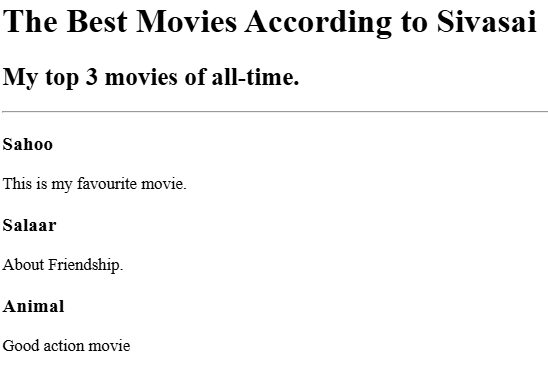 The Best Movies According to Sivasai
My top 3 movies of all-time.
Sahoo
This is my favourite movie.
Salaar
About Friendship.
Animal
Good action movie